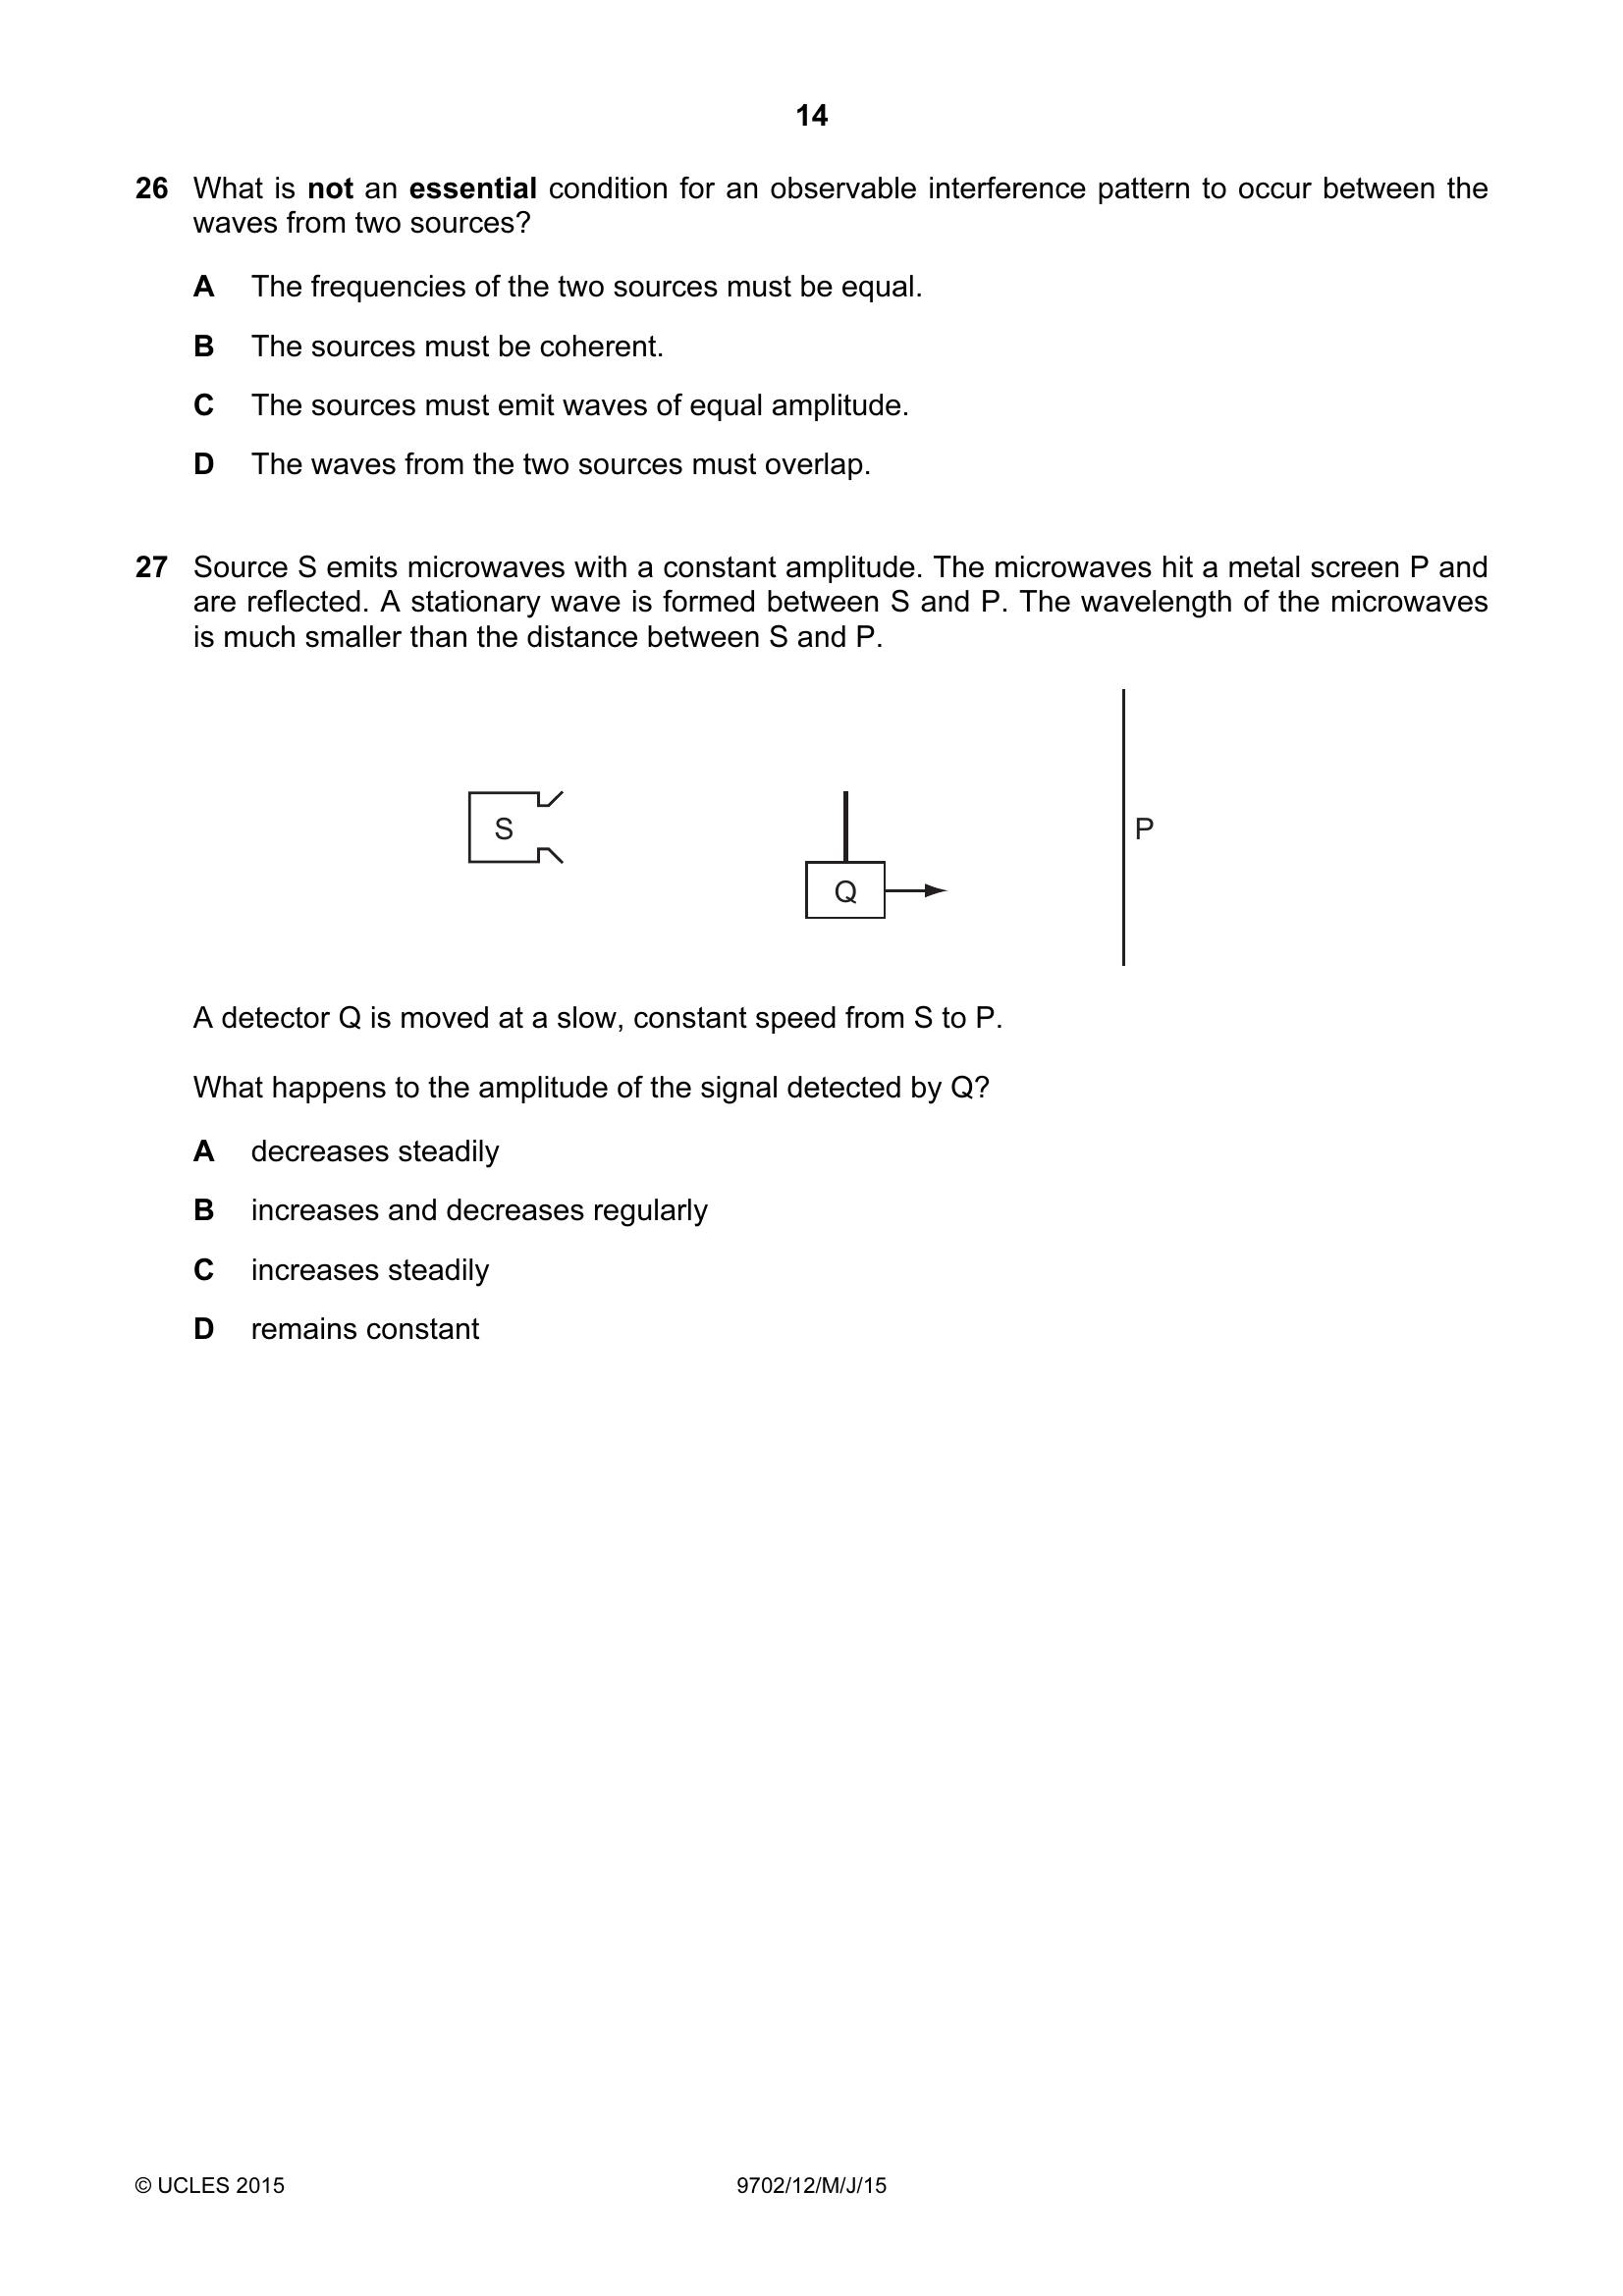 14
26 What is not an essential condition for an observable interference pattern to occur between the
waves from two sources?
A The frequencies of the two sources must be equal.
B The sources must be coherent.
C The sources must emit waves of equal amplitude.
D The waves from the two sources must overlap.
27 Source S emits microwaves with a constant amplitude. The microwaves hit a metal screen P and
are reflected. A stationary wave is formed between S and P. The wavelength of the microwaves
is much smaller than the distance between S and P.
S
P
Q
A detector Q is moved at a slow, constant speed from S to P.
What happens to the amplitude of the signal detected by Q?
A decreases steadily
B increases and decreases regularly
C increases steadily
D remains constant
© UCLES 2015 9702/12/M/J/15